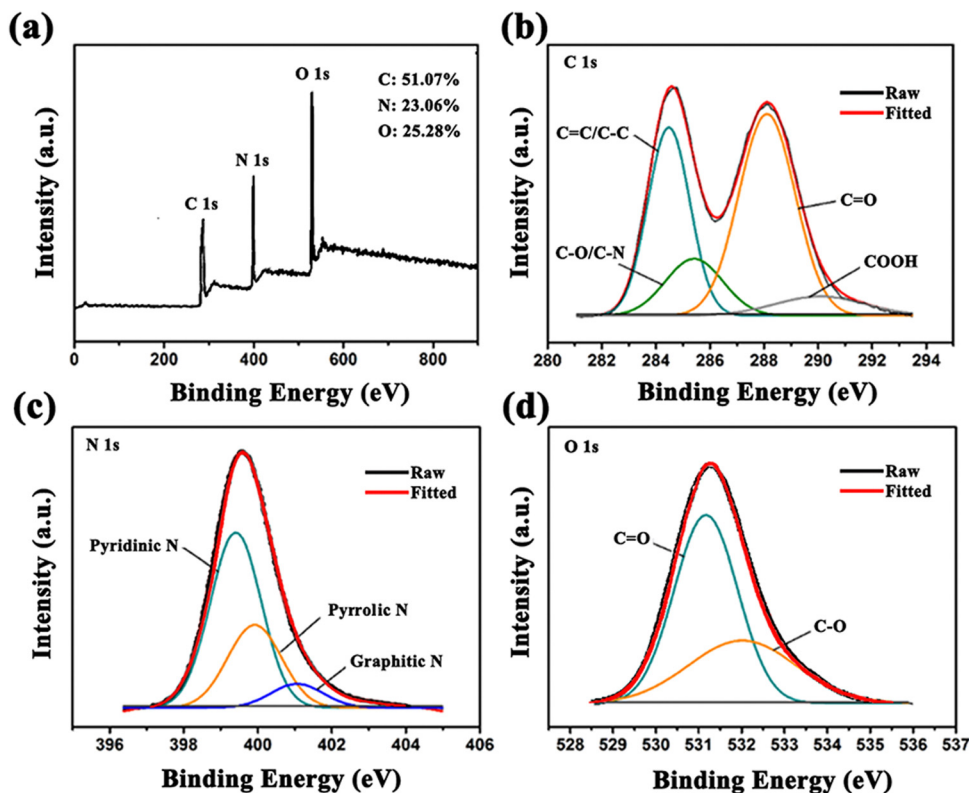 (a)
Intensity (a.u.)
C 1s
N 1s
O 1s
C: 51.07%
N: 23.06%
O: 25.28%
0 200 400 600 800
Binding Energy (eV)
(b)
C 1s
Intensity (a.u.)
Raw
Fitted
C=C/C-C
C=O
C-O/C-N
COOH
280 282 284 286 288 290 292 294
Binding Energy (eV)
(c)
N 1s
Intensity (a.u.)
Raw
Fitted
Pyridinic N
Pyrrolic N
Graphitic N
396 398 400 402 404 406
Binding Energy (eV)
(d)
O 1s
Intensity (a.u.)
Raw
Fitted
C=O
C-O
528 529 530 531 532 533 534 535 536 537
Binding Energy (eV)